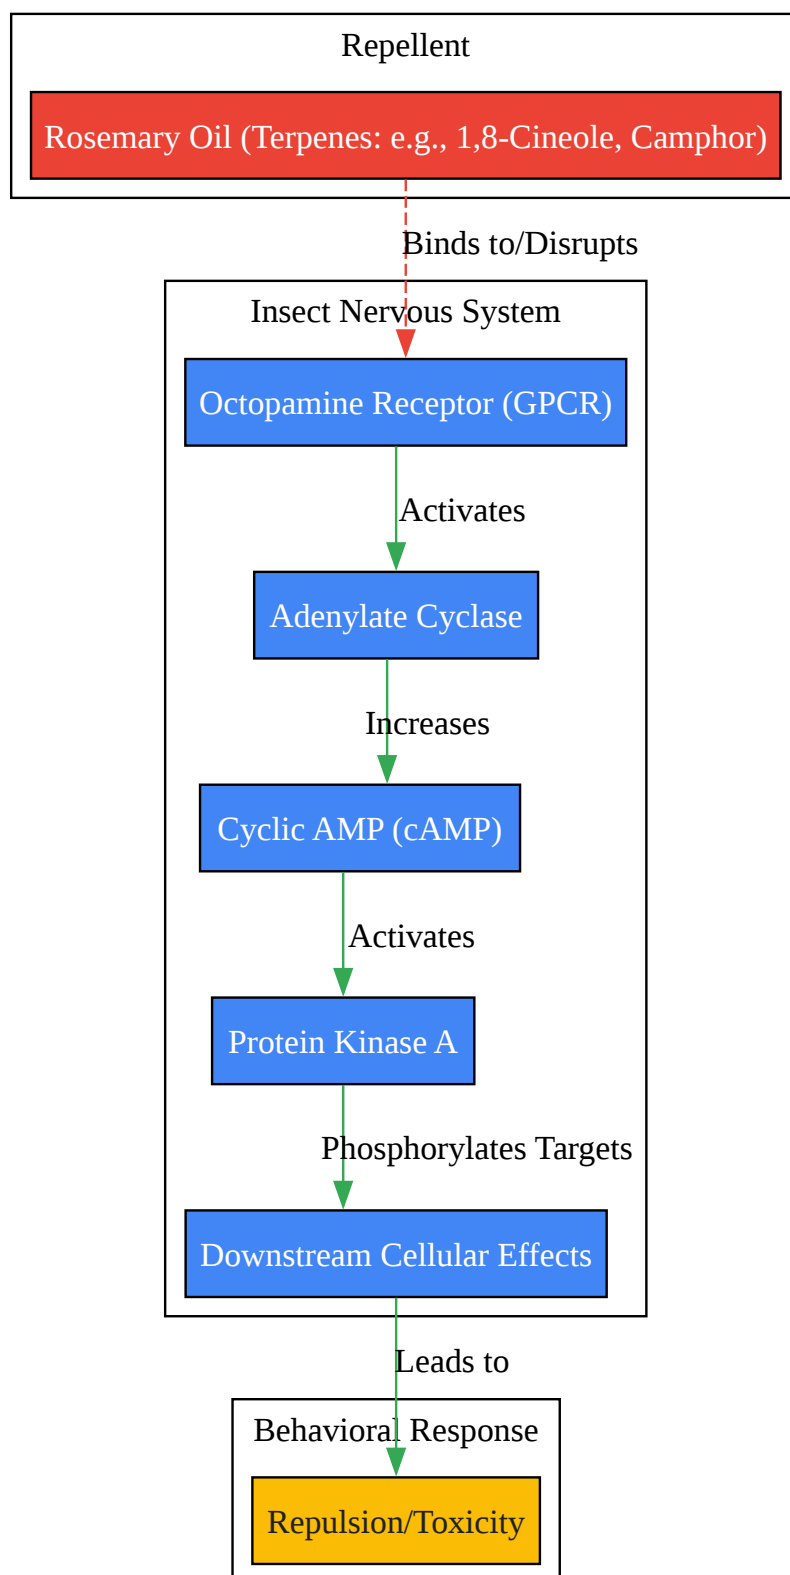 Repellent
Rosemary Oil (Terpenes: e.g., 1,8-Cineole, Camphor)
Binds to/Disrupts
Insect Nervous System
Octopamine Receptor (GPCR)
Activates
Adenylate Cyclase
Increases
Cyclic AMP (cAMP)
Activates
Protein Kinase A
Phosphorylates Targets
Downstream Cellular Effects
Leads to
Behavioral Response
Repulsion/Toxicity